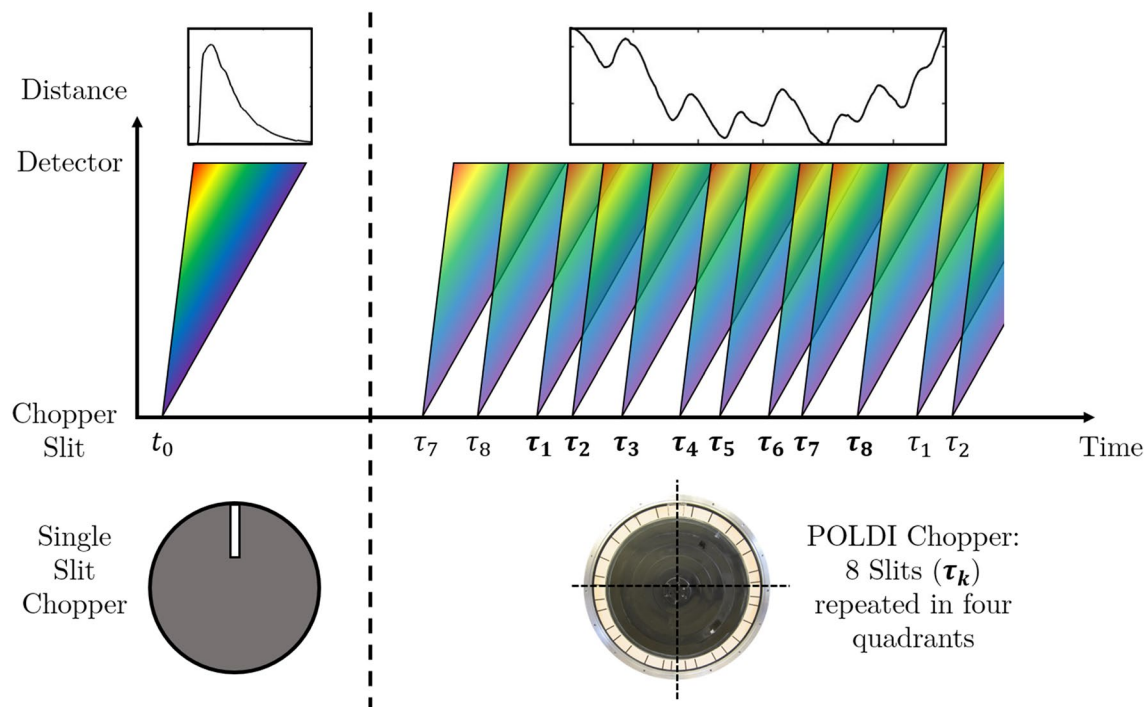 Distance
Detector
Chopper
Slit
t₀
τ₇ τ₈ τ₁ τ₂ τ₃ τ₄ τ₅ τ₆ τ₇ τ₈ τ₁ τ₂
Time
Single
Slit
Chopper
POLDI Chopper:
8 Slits (τₖ)
repeated in four
quadrants